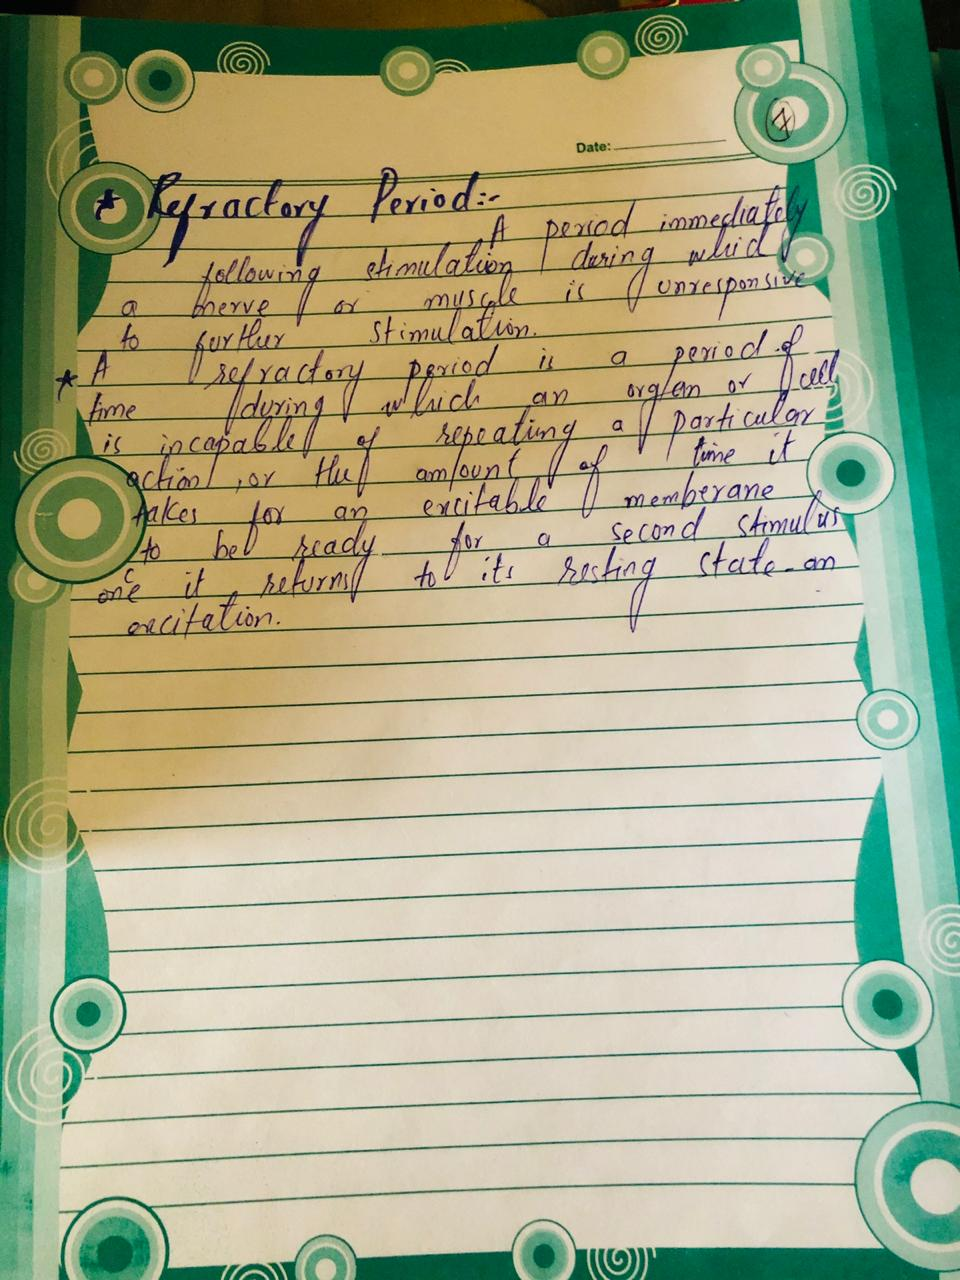 4
Date:
* Refractory Period:-
A period immediately
following stimulation during which
a nerve or muscle is unresponsive
to further stimulation.
* A refractory period is a period of
time during which an organ or cell
is incapable of repeating a particular
action, or the amount of time it
takes for an excitable memberane
to be ready for a second stimulus
once it returns to its resting state an
excitation.